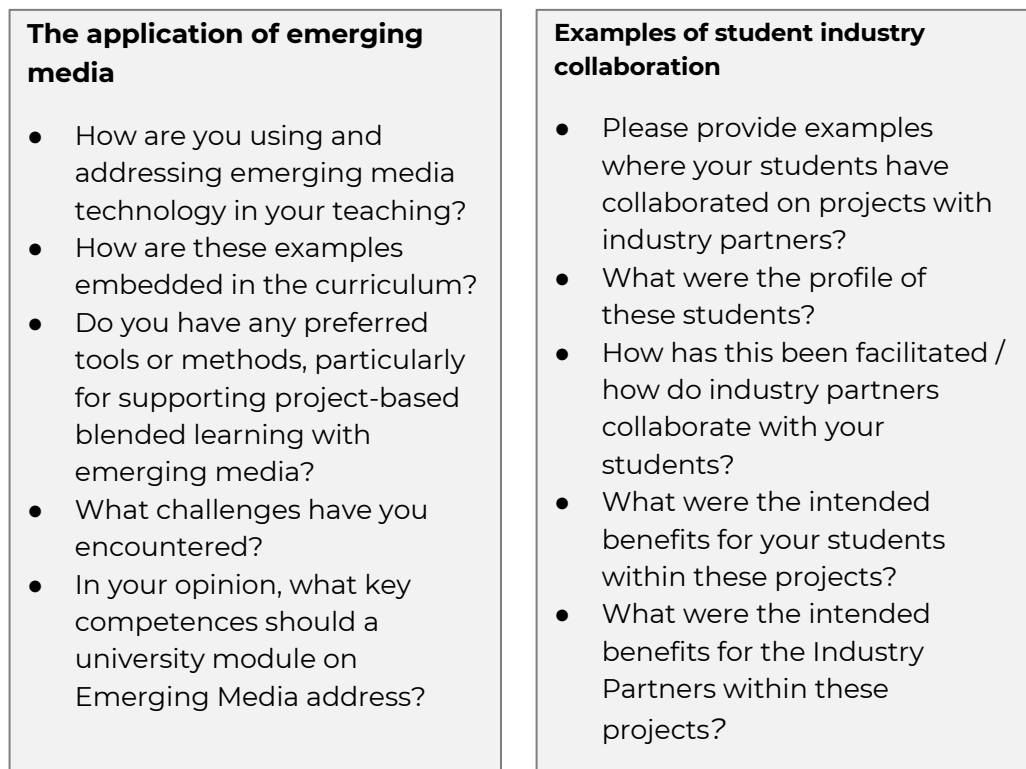 The application of emerging
media
● How are you using and
addressing emerging media
technology in your teaching?
● How are these examples
embedded in the curriculum?
● Do you have any preferred
tools or methods, particularly
for supporting project-based
blended learning with
emerging media?
● What challenges have you
encountered?
● In your opinion, what key
competences should a
university module on
Emerging Media address?
Examples of student industry
collaboration
● Please provide examples
where your students have
collaborated on projects with
industry partners?
● What were the profile of
these students?
● How has this been facilitated /
how do industry partners
collaborate with your
students?
● What were the intended
benefits for your students
within these projects?
● What were the intended
benefits for the Industry
Partners within these
projects?